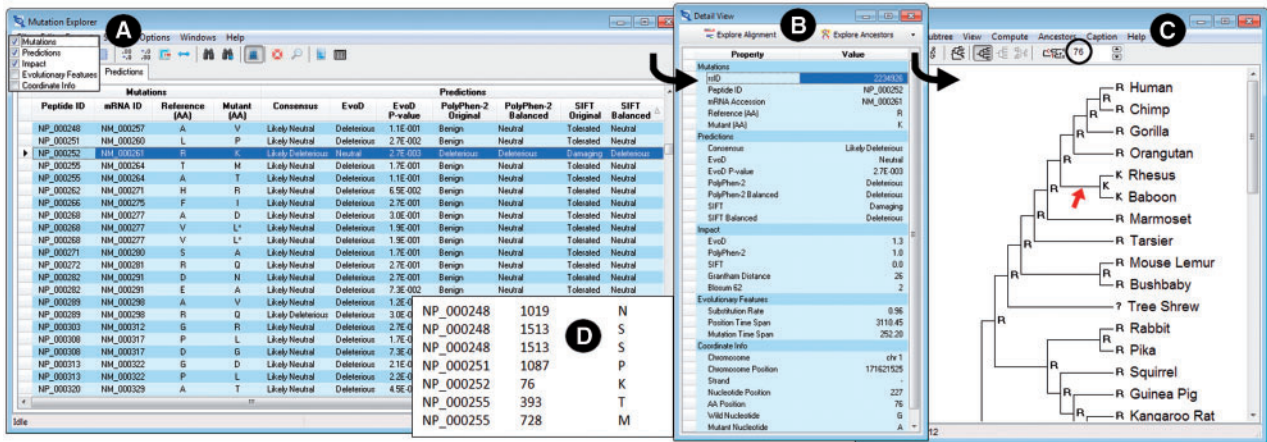 Mutation Explorer
A
Options Windows Help
Mutations
Predictions
Impact
Evolutionary Features
Coordinate Info
Predictions
Mutations Predictions
Peptide ID mRNA ID Reference (AA) Mutant (AA) Consensus EvoD EvoD P-value PolyPhen-2 Original PolyPhen-2 Balanced SIFT Original SIFT Balanced
NP_000248 NM_000257 A V Likely Neutral Deleterious 1.1E-001 Benign Neutral Tolerated Neutral
NP_000251 NM_000260 L P Likely Neutral Deleterious 2.7E-002 Benign Neutral Tolerated Neutral
NP_000252 NM_000261 R K Likely Deleterious Neutral 2.7E-003 Deleterious Deleterious Damaging Deleterious
NP_000255 NM_000264 T M Likely Neutral Deleterious 1.7E-001 Benign Neutral Tolerated Neutral
NP_000255 NM_000264 A T Likely Neutral Deleterious 1.1E-001 Benign Neutral Tolerated Neutral
NP_000262 NM_000271 H R Likely Neutral Deleterious 6.5E-002 Benign Neutral Tolerated Neutral
NP_000266 NM_000275 F I Likely Neutral Deleterious 2.7E-001 Benign Neutral Tolerated Neutral
NP_000268 NM_000277 A D Likely Neutral Deleterious 3.0E-001 Benign Neutral Tolerated Neutral
NP_000268 NM_000277 V L* Likely Neutral Deleterious 1.9E-001 Benign Neutral Tolerated Neutral
NP_000268 NM_000277 V L* Likely Neutral Deleterious 1.9E-001 Benign Neutral Tolerated Neutral
NP_000271 NM_000280 S A Likely Neutral Deleterious 1.7E-001 Benign Neutral Tolerated Neutral
NP_000272 NM_000281 R Q Likely Neutral Deleterious 2.7E-001 Benign Neutral Tolerated Neutral
NP_000282 NM_000291 D N Likely Neutral Deleterious 2.7E-001 Benign Neutral Tolerated Neutral
NP_000282 NM_000291 E A Likely Neutral Deleterious 7.3E-002 Benign Neutral Tolerated Neutral
NP_000289 NM_000298 A V Likely Neutral Deleterious
NP_000289 NM_000298 R Q Likely Deleterious Deleterious
NP_000303 NM_000312 G R Likely Neutral Deleterious
NP_000308 NM_000317 P L Likely Neutral Deleterious
NP_000308 NM_000317 D G Likely Neutral Deleterious
NP_000313 NM_000322 G D Likely Neutral Deleterious
NP_000313 NM_000322 P L Likely Neutral Deleterious
NP_000320 NM_000329 A T Likely Neutral Deleterious
Idle
D
NP_000248 1019 N
NP_000248 1513 S
NP_000248 1513 S
NP_000251 1087 P
NP_000252 76 K
NP_000255 393 T
NP_000255 728 M
Detail View
B
Explore Alignment Explore Ancestors
Property Value
Mutations
rsID 2234926
Peptide ID NP_000252
mRNA Accession NM_000261
Reference (AA) R
Mutant (AA) K
Predictions
Consensus Likely Deleterious
EvoD Neutral
EvoD P-value 2.7E-003
PolyPhen-2 Deleterious
PolyPhen-2 Balanced Deleterious
SIFT Damaging
SIFT Balanced Deleterious
Impact
EvoD 1.3
PolyPhen-2 1.0
SIFT 0.0
Grantham Distance 26
Blosum 62 2
Evolutionary Features
Substitution Rate 0.96
Position Time Span 3110.45
Mutation Time Span 252.20
Coordinate Info
Chromosome chr 1
Chromosome Position 171621525
Strand -
Nucleotide Position 227
AA Position 76
Wild Nucleotide G
Mutant Nucleotide A
C
Subtree View Compute Ancestors Caption Help
76
R Human
R Chimp
R Gorilla
R Orangutan
R
K Rhesus
K
K Baboon
R
R Marmoset
R Tarsier
R
R Mouse Lemur
R
R Bushbaby
R
? Tree Shrew
R
R Rabbit
R
R Pika
R
R Squirrel
R
R Guinea Pig
R
R Kangaroo Rat
12